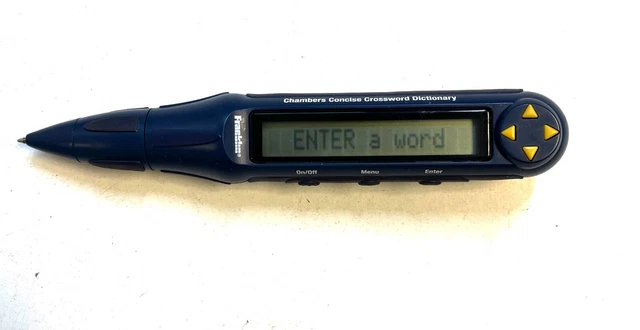 Chambers Concise Crossword Dictionary
Franklin®
ENTER a word
On/Off Menu Enter